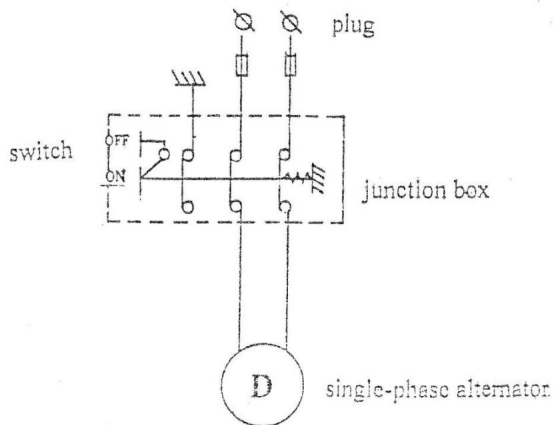 plug
OFF
switch
ON
junction box
D
single-phase alternator